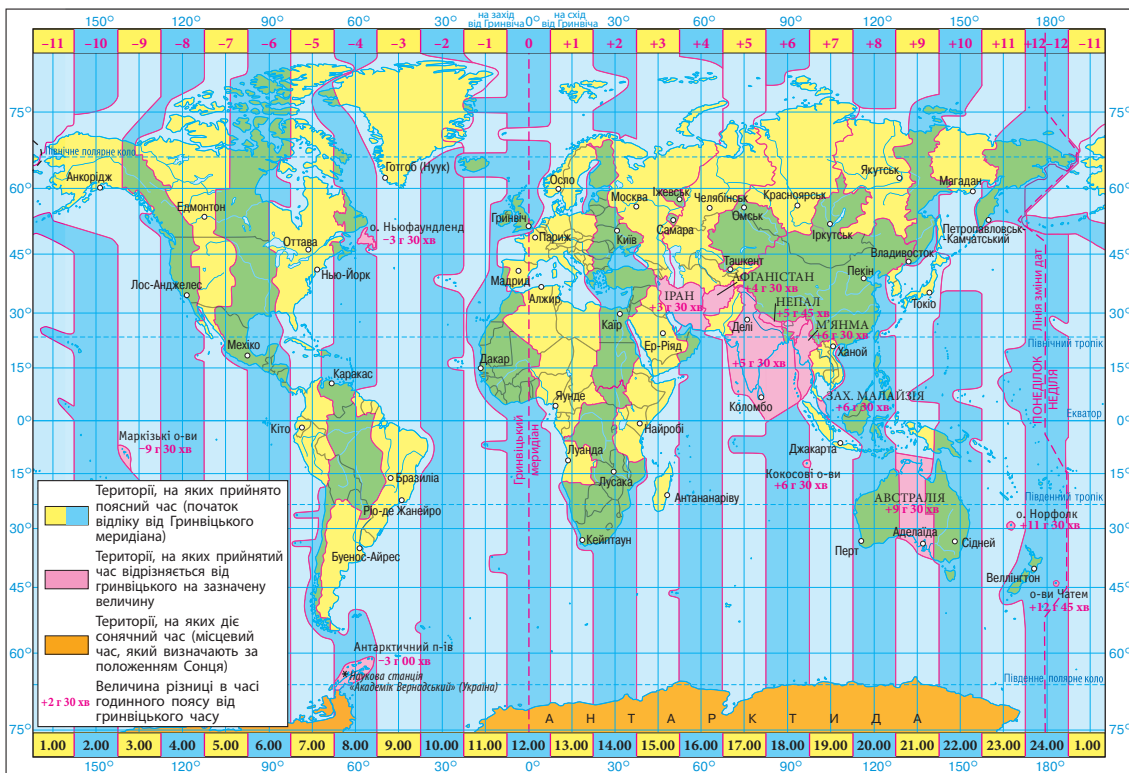 150° 120° 90° 60° 30° 0° 30° 60° 90° 120° 150° 180°
на захід від Гринвіча
на схід від Гринвіча
−11 −10 −9 −8 −7 −6 −5 −4 −3 −2 −1 0 +1 +2 +3 +4 +5 +6 +7 +8 +9 +10 +11 +12 −12 −11
75° 75°
Північне полярне коло
60° 60°
45° 45°
30° 30°
15° 15°
0° 0°
15° 15°
30° 30°
45° 45°
60° 60°
75° 75°
Анкорідж
Едмонтон
Оттава
Нью-Йорк
Лос-Анджелес
Мехіко
Каракас
Кіто
Бразиліа
Ріо-де Жанейро
Буенос-Айрес
Готгоб (Нуук)
о. Ньюфаундленд
−3 г 30 хв
Маркізькі о-ви
−9 г 30 хв
Осло
Гринвіч
Париж
Мадрид
Алжир
Дакар
Яунде
Луанда
Лусака
Кейптаун
Каїр
Київ
Москва
Іжевськ
Самара
Челябінськ
Омськ
Красноярськ
Іркутськ
Якутськ
Магадан
Петропавловськ-
Камчатський
Владивосток
Пекін
Токіо
Ташкент
АФГАНІСТАН
+4 г 30 хв
ІРАН
+3 г 30 хв
НЕПАЛ
+5 г 45 хв
М'ЯНМА
+6 г 30 хв
Делі
+5 г 30 хв
Ханой
Коломбо
Ер-Ріяд
Найробі
Антананаріву
ЗАХ. МАЛАЙЗІЯ
+6 г 30 хв
Джакарта
Кокосові о-ви
+6 г 30 хв
АВСТРАЛІЯ
+9 г 30 хв
Аделаїда
Перт
Сідней
о. Норфолк
+11 г 30 хв
Веллінгтон
о-ви Чатем
+12 г 45 хв
Гринвіцький
меридіан
Лінія зміни дат
ПОНЕДІЛОК
НЕДІЛЯ
Північний тропік
Екватор
Південний тропік
Південне полярне коло
Антарктичний п-ів
−3 г 00 хв
Наукова станція
«Академік Вернадський» (Україна)
АНТАРКТИДА
Території, на яких прийнято
поясний час (початок
відліку від Гринвіцького
меридіана)
Території, на яких прийнятий
час відрізняється від
гринвіцького на зазначену
величину
Території, на яких діє
сонячний час (місцевий
час, який визначають за
положенням Сонця)
+2 г 30 хв
Величина різниці в часі
годинного поясу від
гринвіцького часу
1.00 2.00 3.00 4.00 5.00 6.00 7.00 8.00 9.00 10.00 11.00 12.00 13.00 14.00 15.00 16.00 17.00 18.00 19.00 20.00 21.00 22.00 23.00 24.00 1.00
150° 120° 90° 60° 30° 0° 30° 60° 90° 120° 150° 180°